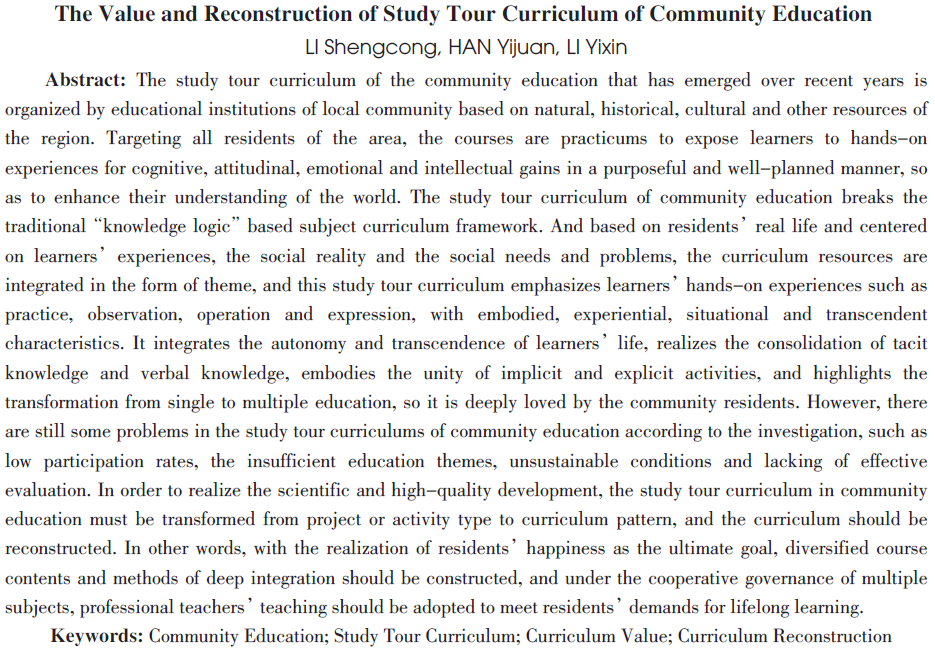 The Value and Reconstruction of Study Tour Curriculum of Community Education
LI Shengcong, HAN Yijuan, LI Yixin
Abstract: The study tour curriculum of the community education that has emerged over recent years is
organized by educational institutions of local community based on natural, historical, cultural and other resources of
the region. Targeting all residents of the area, the courses are practicums to expose learners to hands-on
experiences for cognitive, attitudinal, emotional and intellectual gains in a purposeful and well-planned manner, so
as to enhance their understanding of the world. The study tour curriculum of community education breaks the
traditional “knowledge logic” based subject curriculum framework. And based on residents’ real life and centered
on learners’ experiences, the social reality and the social needs and problems, the curriculum resources are
integrated in the form of theme, and this study tour curriculum emphasizes learners’ hands-on experiences such as
practice, observation, operation and expression, with embodied, experiential, situational and transcendent
characteristics. It integrates the autonomy and transcendence of learners’ life, realizes the consolidation of tacit
knowledge and verbal knowledge, embodies the unity of implicit and explicit activities, and highlights the
transformation from single to multiple education, so it is deeply loved by the community residents. However, there
are still some problems in the study tour curriculums of community education according to the investigation, such as
low participation rates, the insufficient education themes, unsustainable conditions and lacking of effective
evaluation. In order to realize the scientific and high-quality development, the study tour curriculum in community
education must be transformed from project or activity type to curriculum pattern, and the curriculum should be
reconstructed. In other words, with the realization of residents’ happiness as the ultimate goal, diversified course
contents and methods of deep integration should be constructed, and under the cooperative governance of multiple
subjects, professional teachers’ teaching should be adopted to meet residents’ demands for lifelong learning.
Keywords: Community Education; Study Tour Curriculum; Curriculum Value; Curriculum Reconstruction